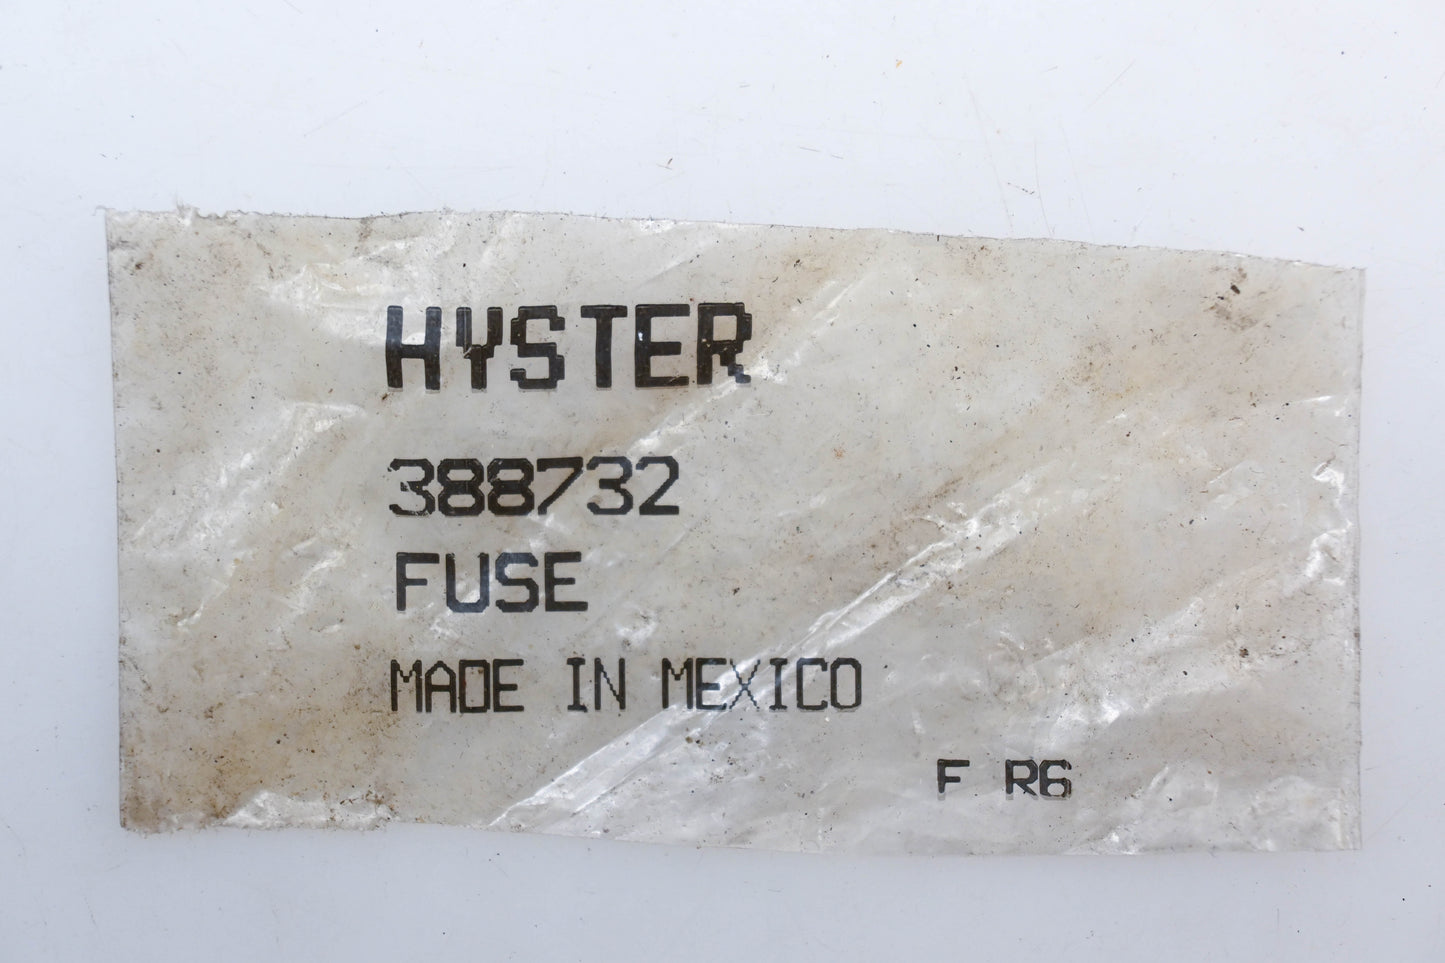 HYSTER
388732
FUSE
MADE IN MEXICO
F R6